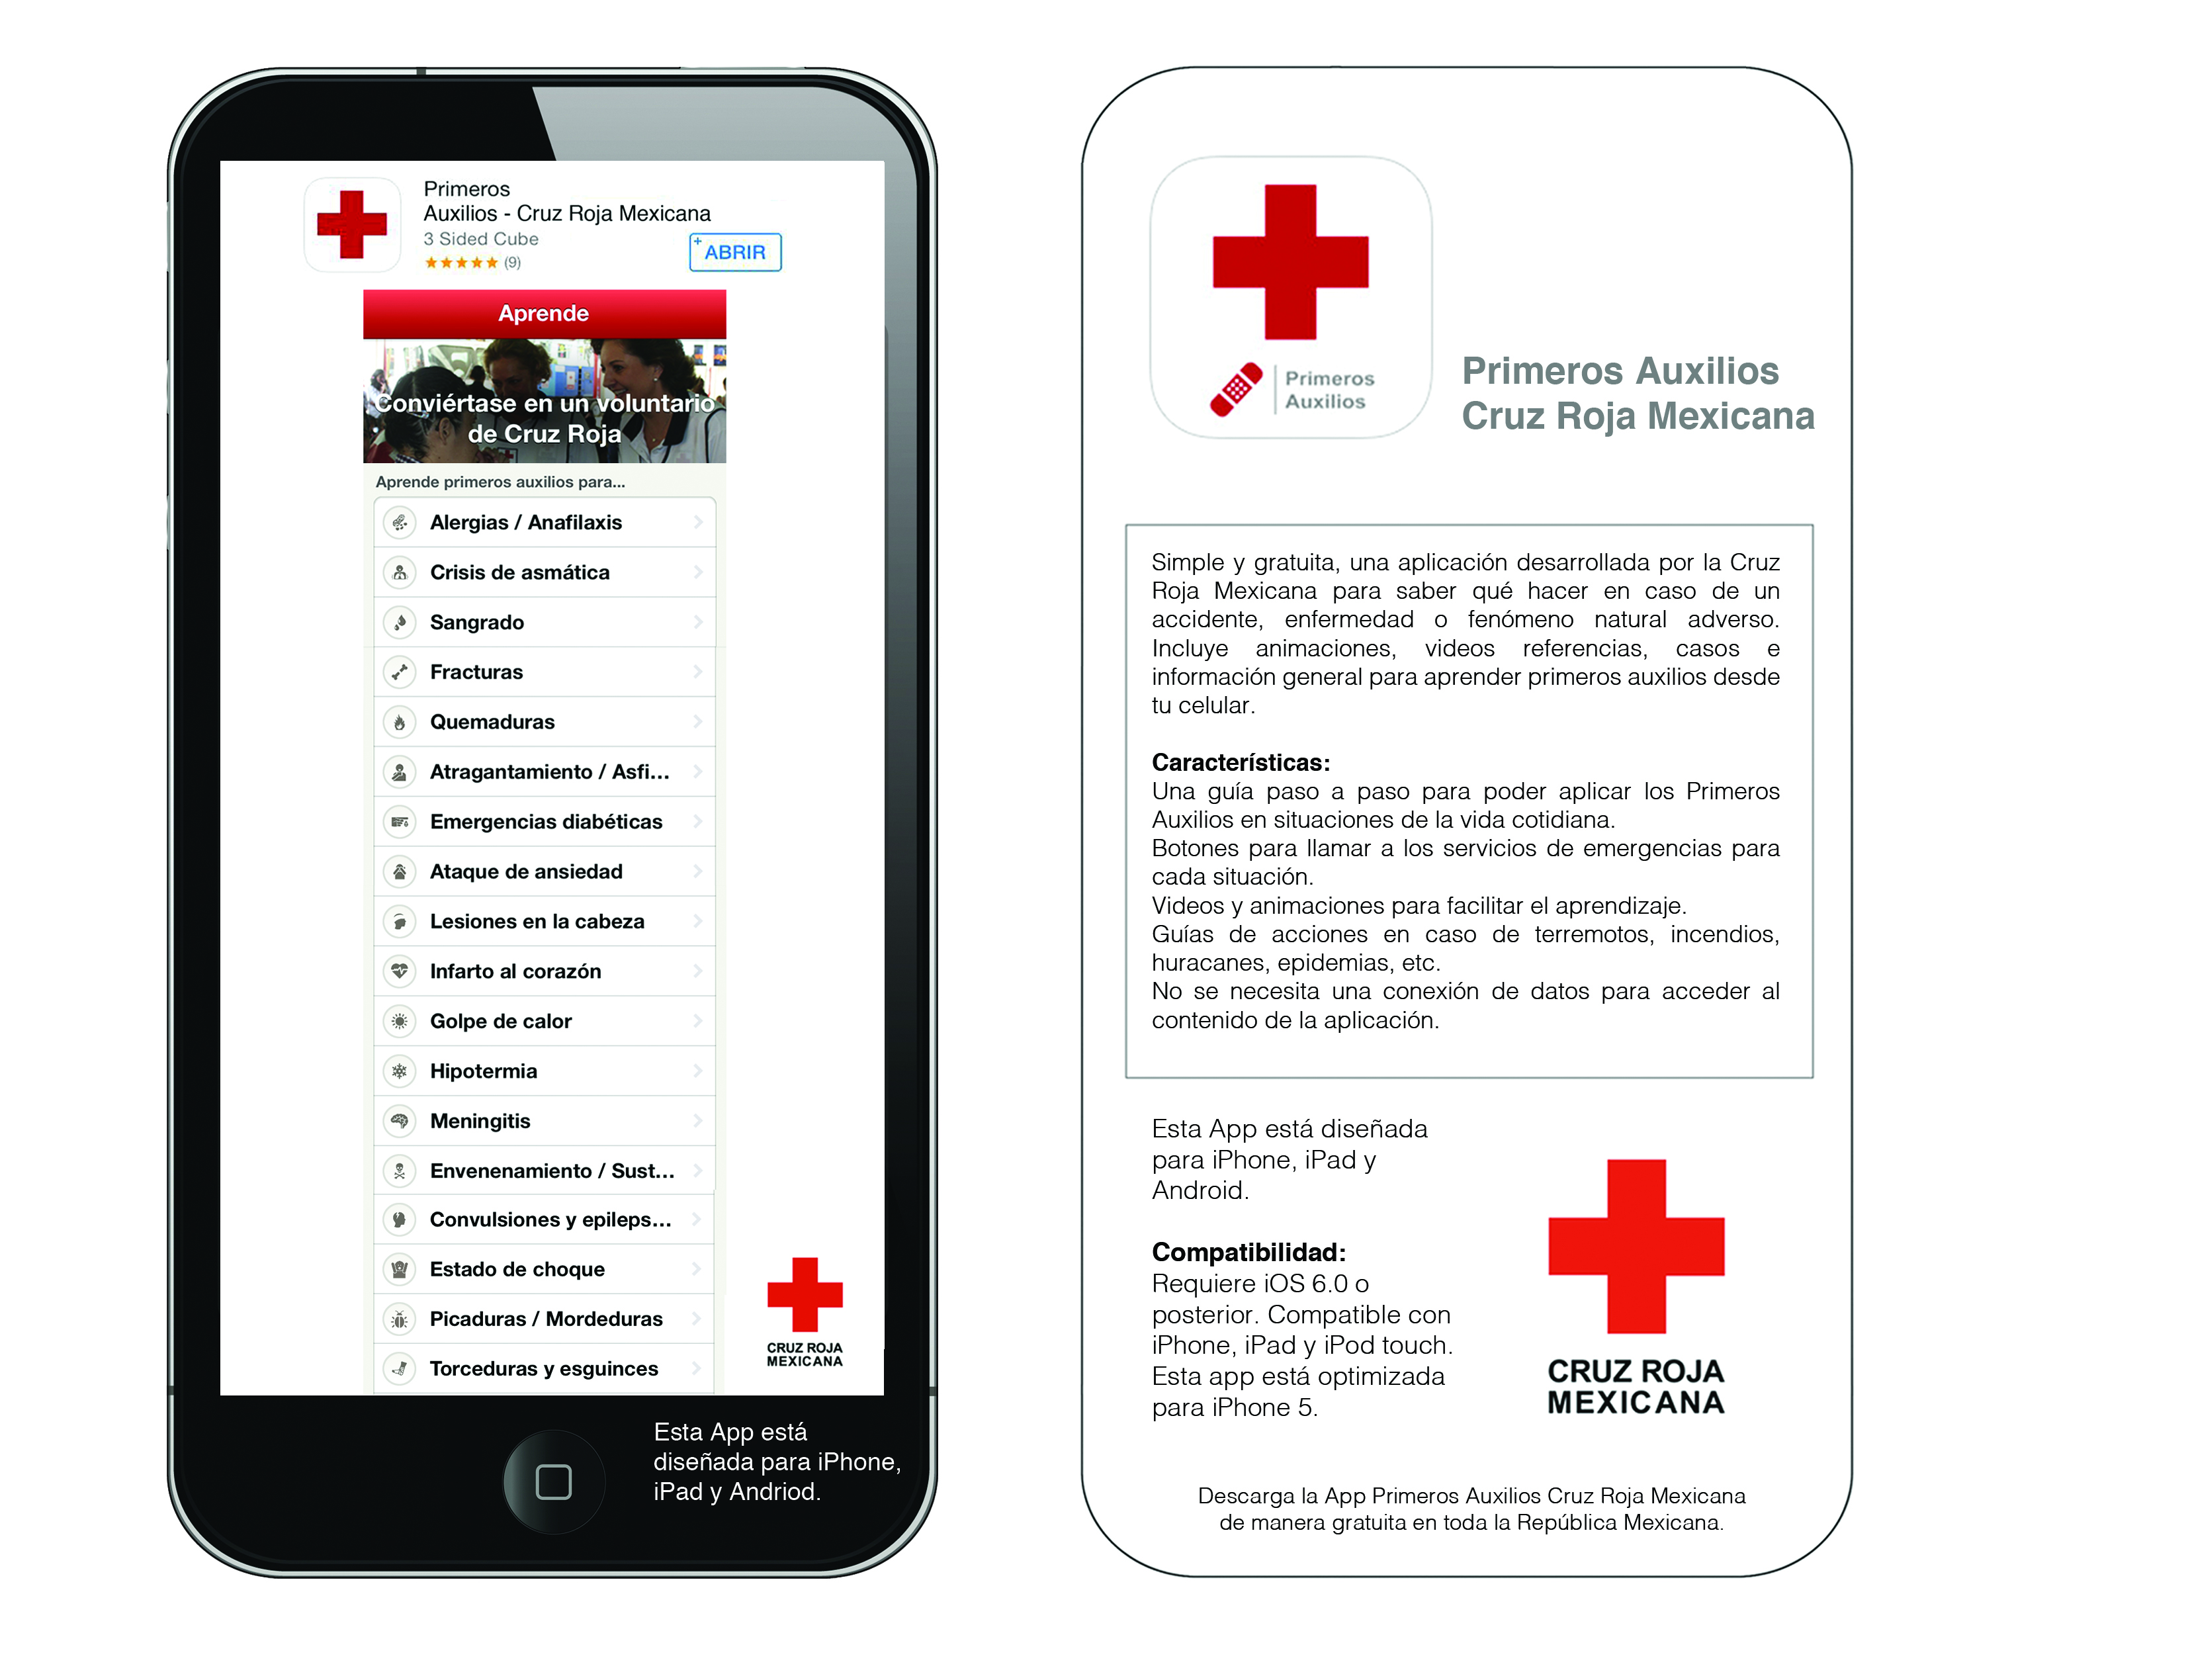 Primeros
Auxilios - Cruz Roja Mexicana
3 Sided Cube
★★★★★ (9)
+ ABRIR
Aprende
Conviértase en un voluntario
de Cruz Roja
Aprende primeros auxilios para...
Alergias / Anafilaxis
Crisis de asmática
Sangrado
Fracturas
Quemaduras
Atragantamiento / Asfi...
Emergencias diabéticas
Ataque de ansiedad
Lesiones en la cabeza
Infarto al corazón
Golpe de calor
Hipotermia
Meningitis
Envenenamiento / Sust...
Convulsiones y epileps...
Estado de choque
Picaduras / Mordeduras
Torceduras y esguinces
CRUZ ROJA
MEXICANA
Esta App está
diseñada para iPhone,
iPad y Andriod.
Primeros
Auxilios
Primeros Auxilios
Cruz Roja Mexicana
Simple y gratuita, una aplicación desarrollada por la Cruz
Roja Mexicana para saber qué hacer en caso de un
accidente, enfermedad o fenómeno natural adverso.
Incluye animaciones, videos referencias, casos e
información general para aprender primeros auxilios desde
tu celular.
Características:
Una guía paso a paso para poder aplicar los Primeros
Auxilios en situaciones de la vida cotidiana.
Botones para llamar a los servicios de emergencias para
cada situación.
Videos y animaciones para facilitar el aprendizaje.
Guías de acciones en caso de terremotos, incendios,
huracanes, epidemias, etc.
No se necesita una conexión de datos para acceder al
contenido de la aplicación.
Esta App está diseñada
para iPhone, iPad y
Android.
Compatibilidad:
Requiere iOS 6.0 o
posterior. Compatible con
iPhone, iPad y iPod touch.
Esta app está optimizada
para iPhone 5.
CRUZ ROJA
MEXICANA
Descarga la App Primeros Auxilios Cruz Roja Mexicana
de manera gratuita en toda la República Mexicana.